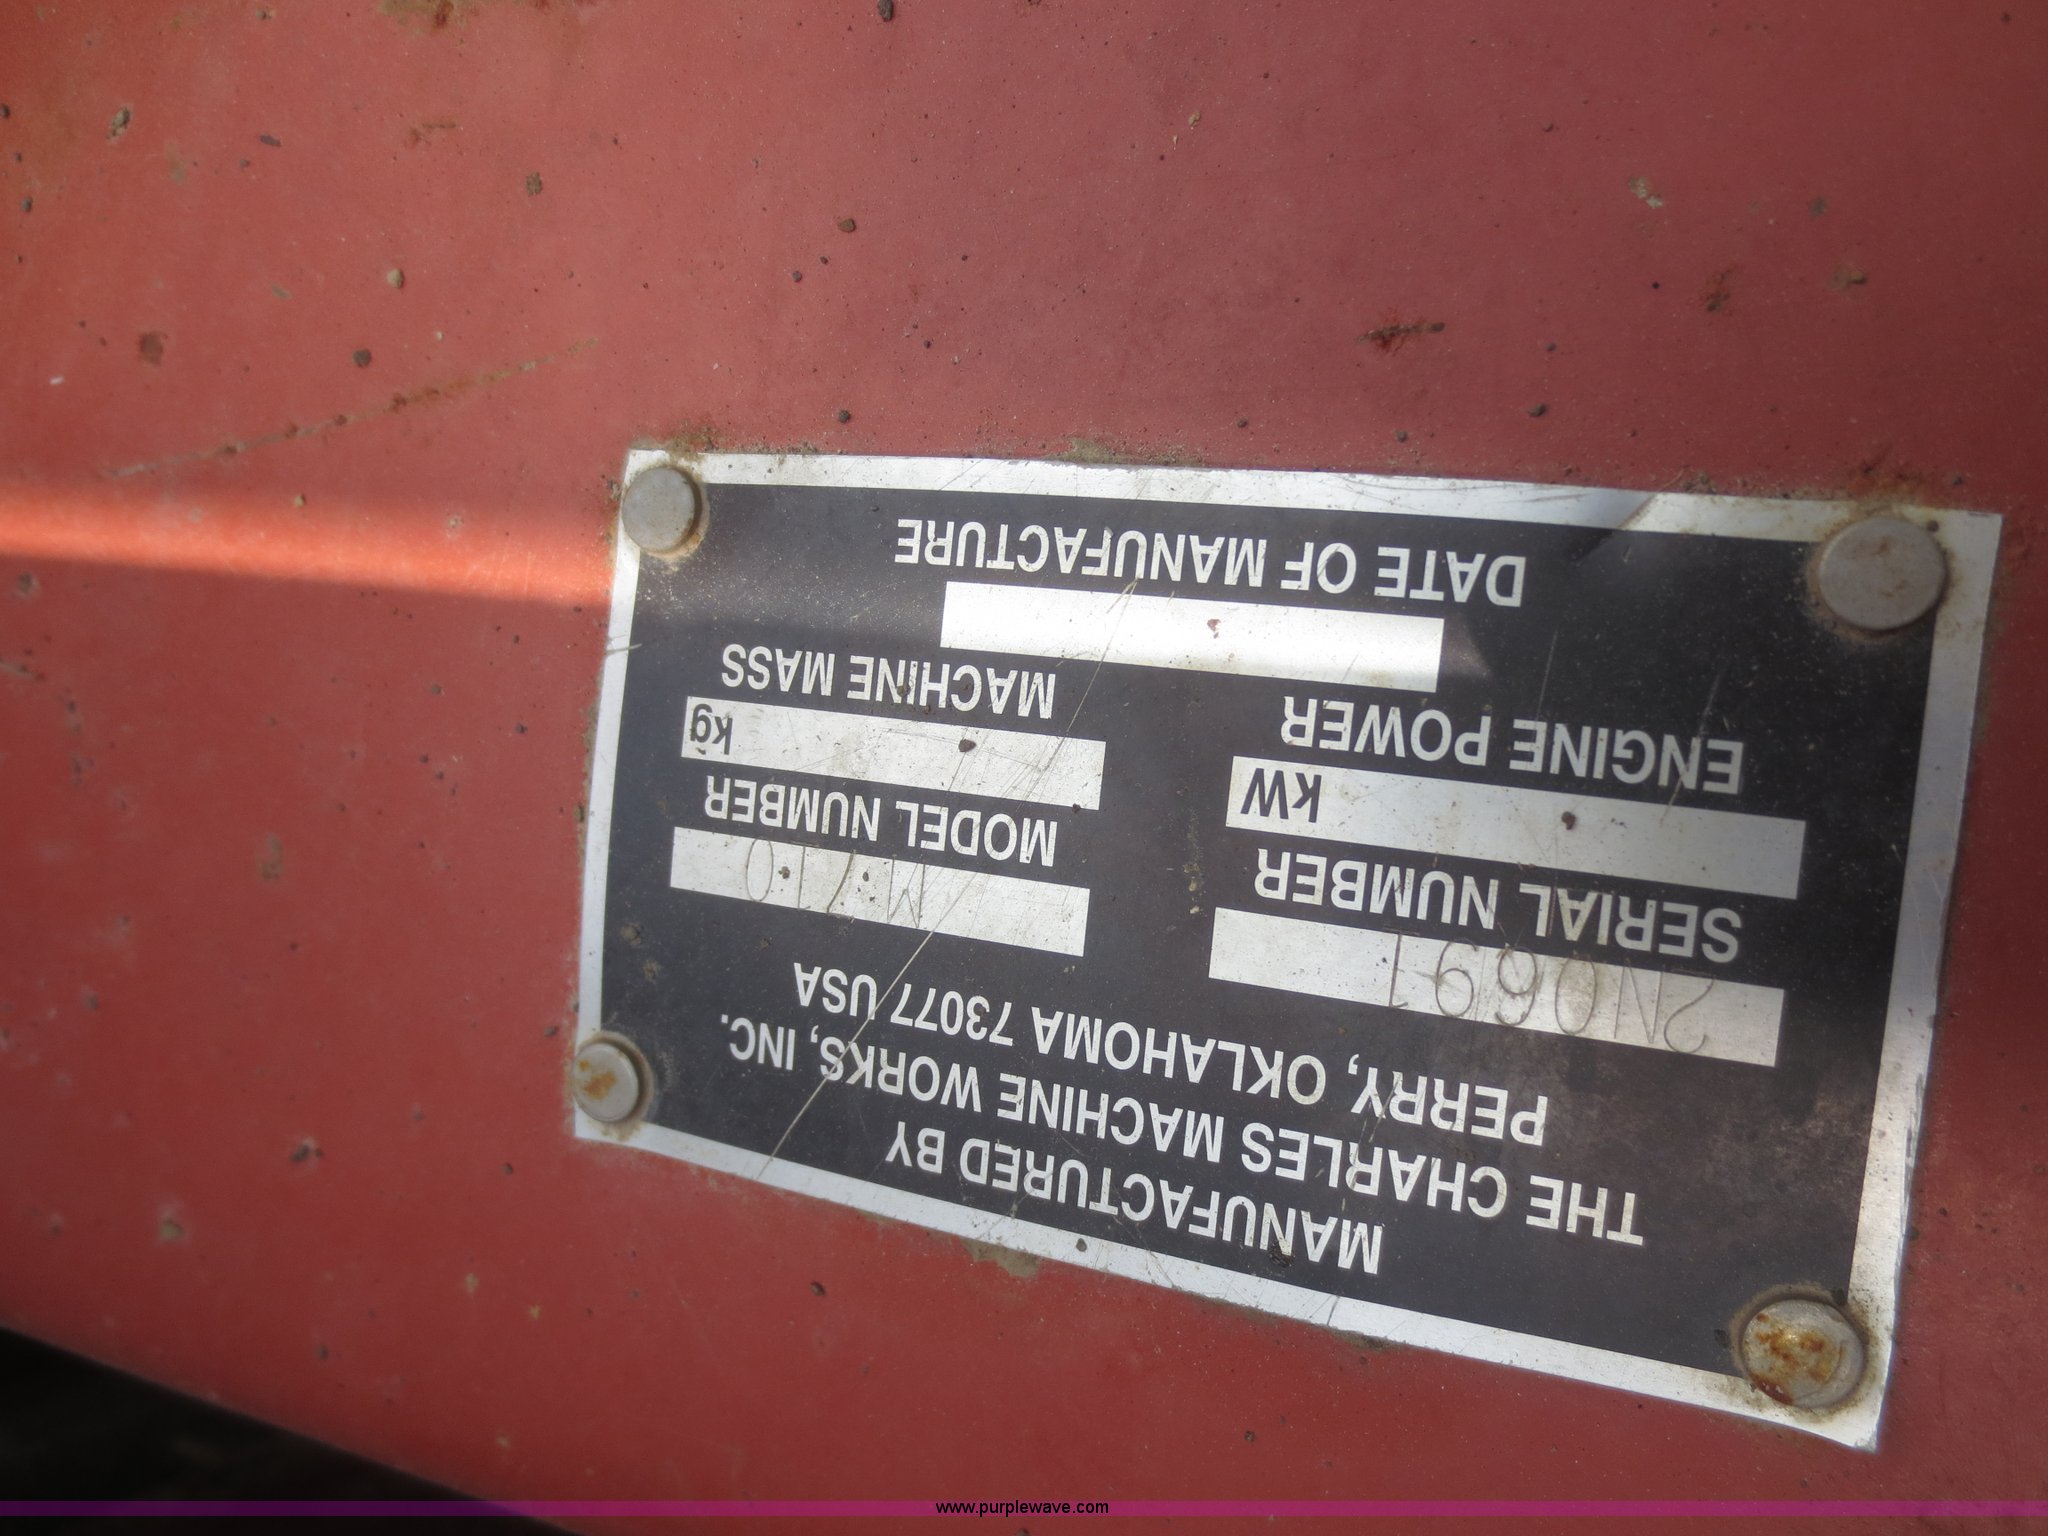 MANUFACTURED BY
THE CHARLES MACHINE WORKS, INC.
PERRY, OKLAHOMA 73077 USA
2N0691 M710
SERIAL NUMBER MODEL NUMBER
kW kg
ENGINE POWER MACHINE MASS
DATE OF MANUFACTURE
www.purplewave.com